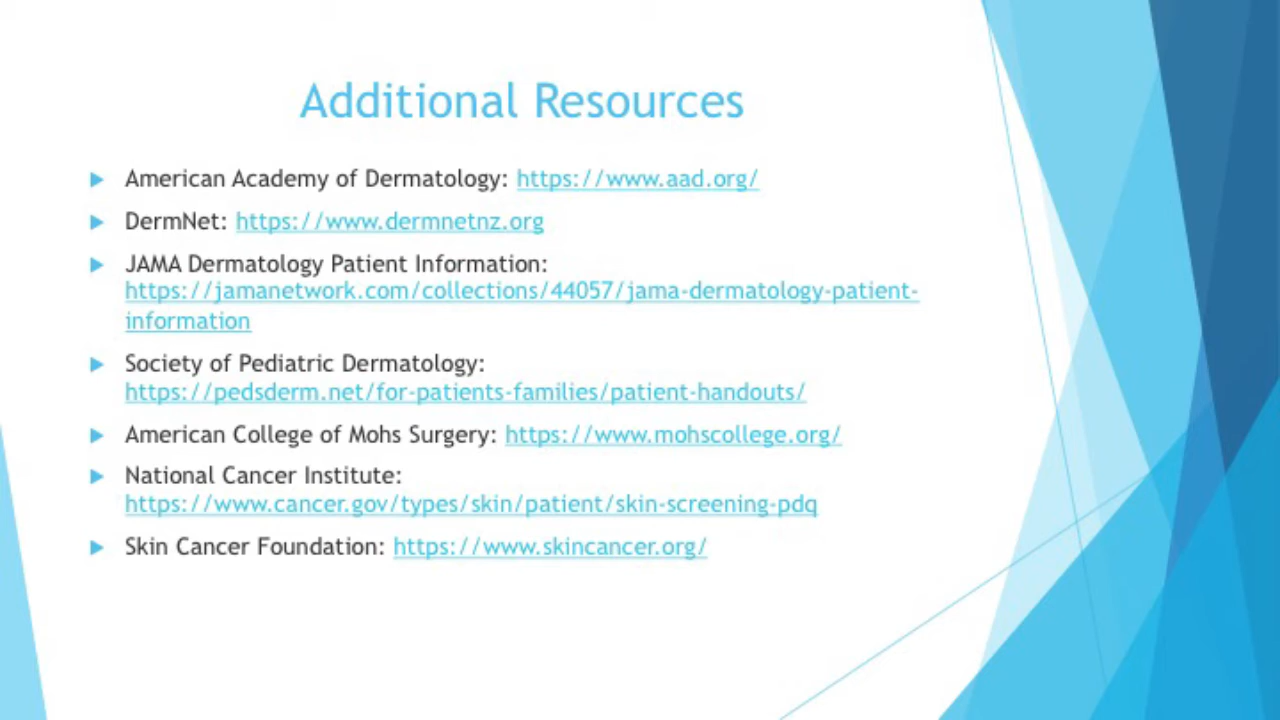 Additional Resources
American Academy of Dermatology: https://www.aad.org/
DermNet: https://www.dermnetnz.org
JAMA Dermatology Patient Information:
https://jamanetwork.com/collections/44057/jama-dermatology-patient-
information
Society of Pediatric Dermatology:
https://pedsderm.net/for-patients-families/patient-handouts/
American College of Mohs Surgery: https://www.mohscollege.org/
National Cancer Institute:
https://www.cancer.gov/types/skin/patient/skin-screening-pdq
Skin Cancer Foundation: https://www.skincancer.org/